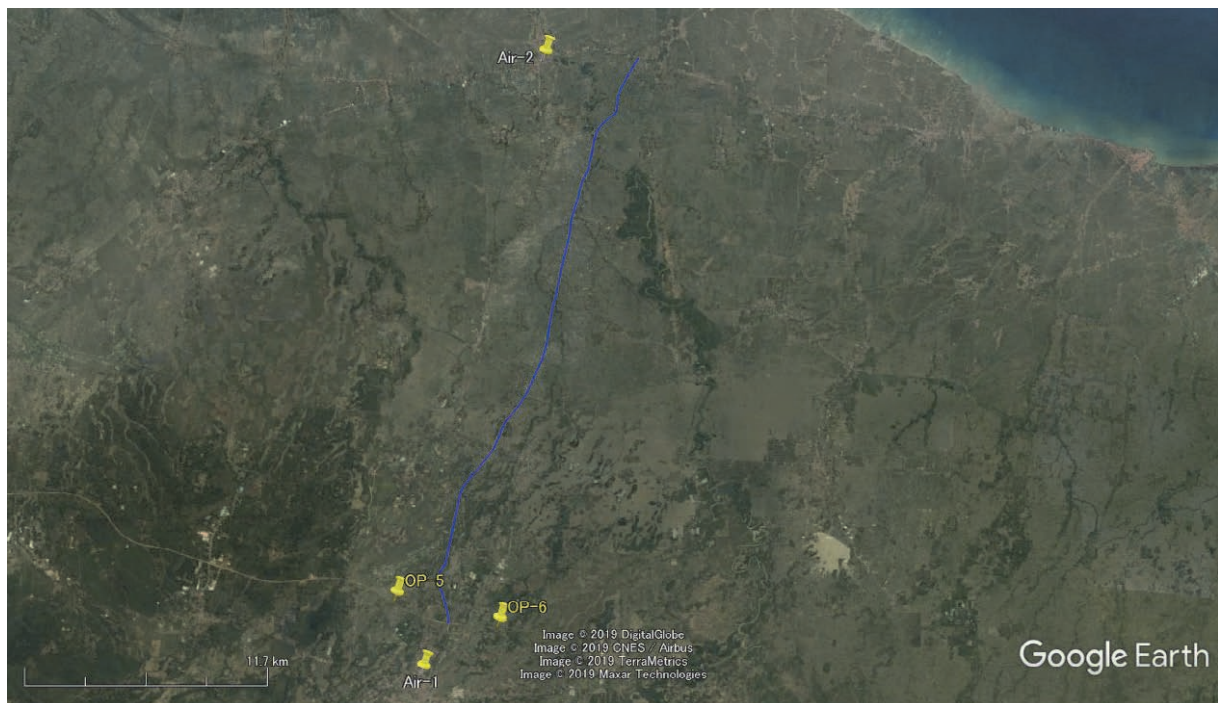 Air-2
OP-5
OP-6
Air-1
11.7 km
Image © 2019 DigitalGlobe
Image © 2019 CNES / Airbus
Image © 2019 TerraMetrics
Image © 2019 Maxar Technologies
Google Earth